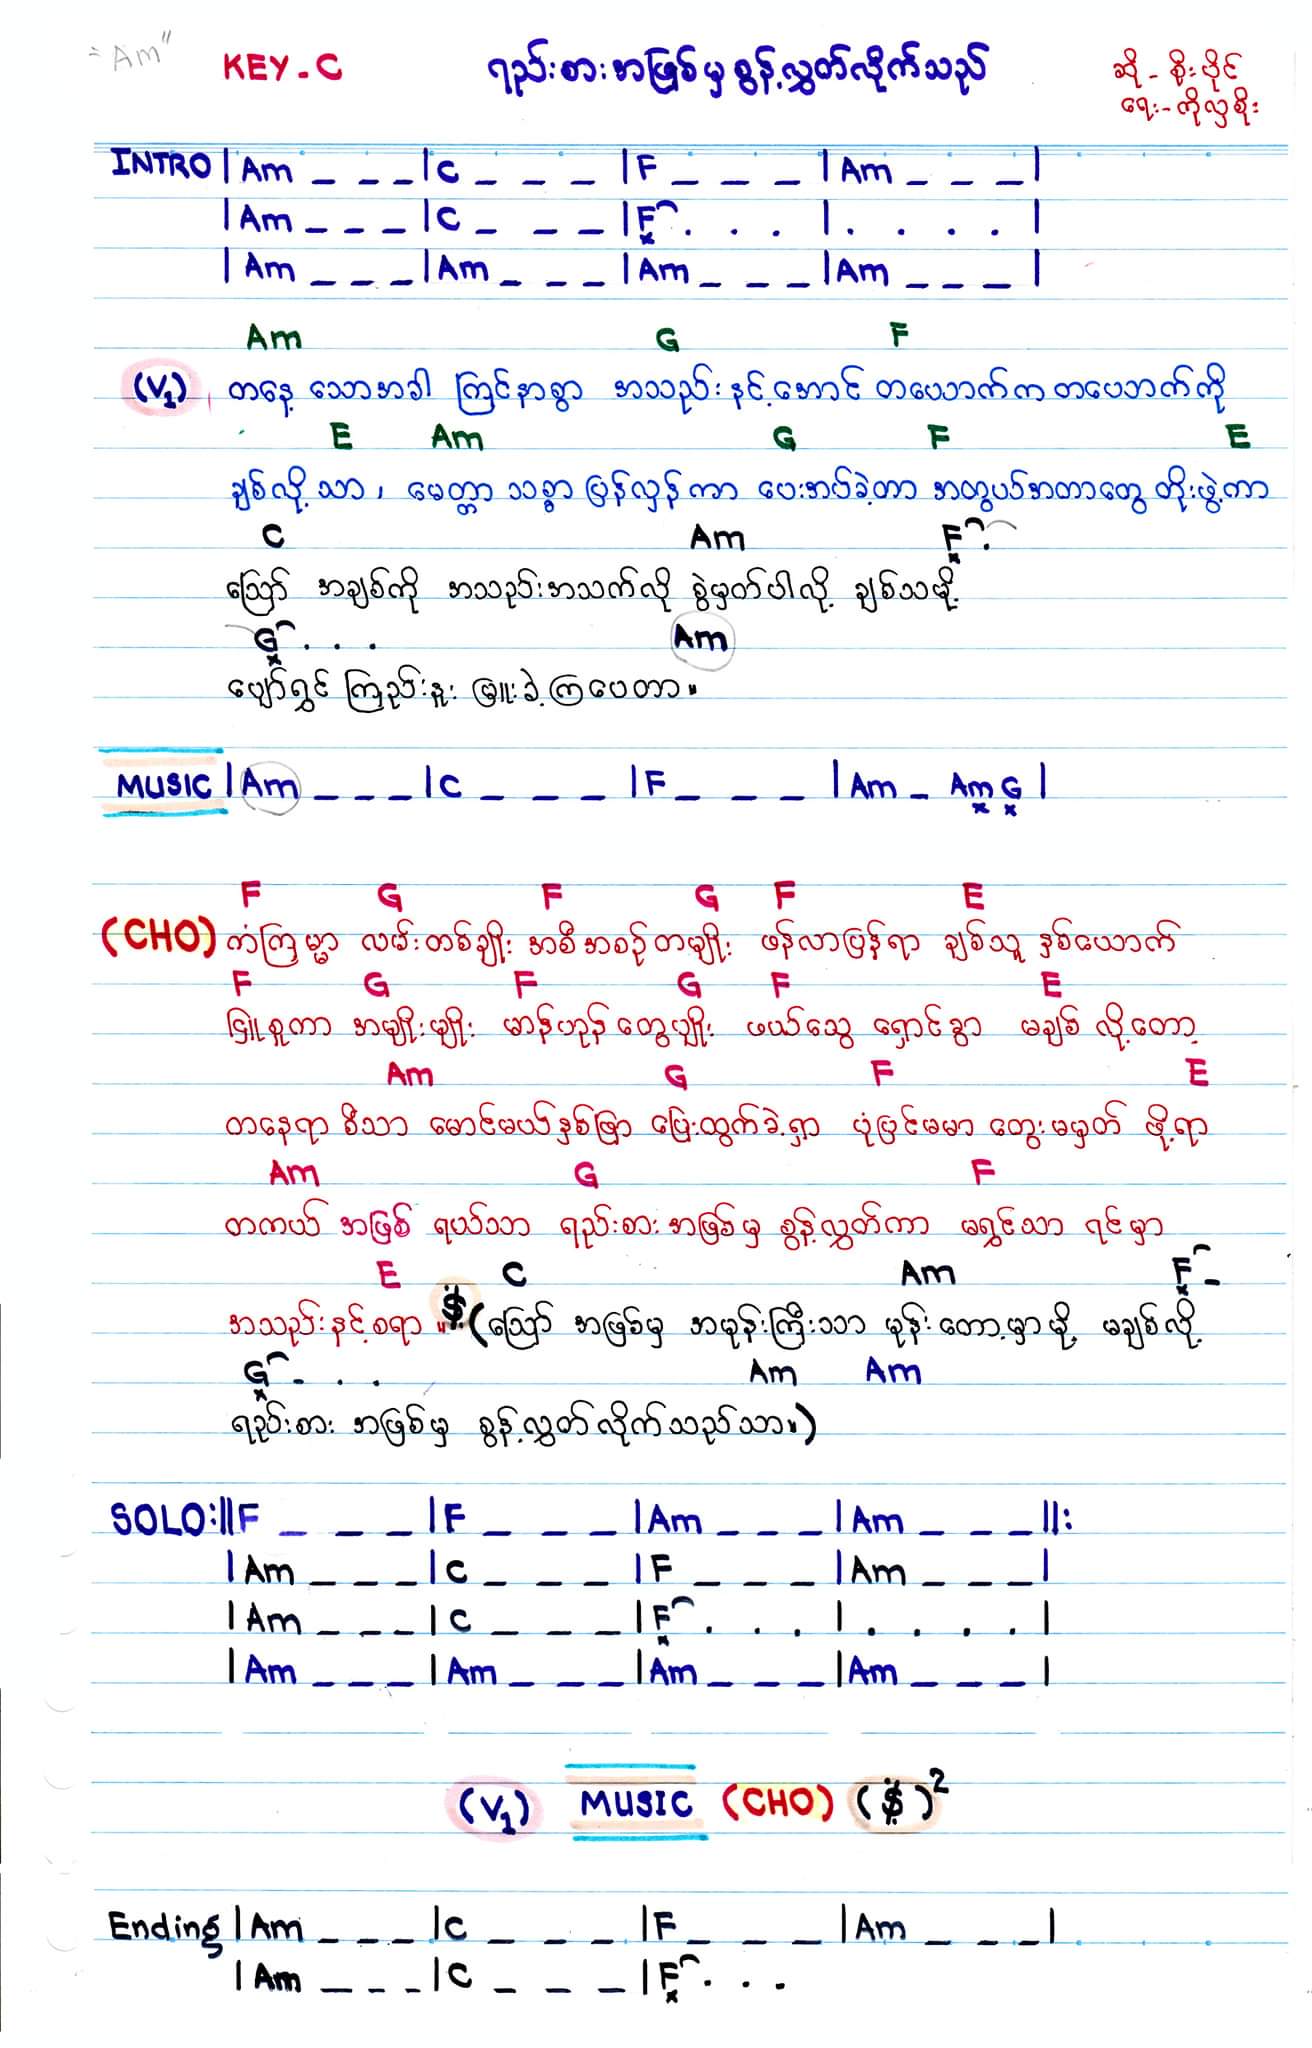 "Am"
KEY-C ရည်းစားအဖြစ်မှစွန့်လွှတ်လိုက်သည် ဆို - စိုးပိုင်
ရေး - ကိုလှစိုး
INTRO |Am _ _ _|C _ _ _ |F _ _ _ |Am _ _ _|
|Am _ _ _|C _ _ _|F . . . |. . . . |
|Am _ _ _|Am _ _ _|Am _ _ _|Am _ _ _ |
Am G F
(V1) တနေ့ သောအခါ ကြင်နာစွာ အသည်းနင့်အောင် တယောက်က တယောက်ကို
E Am G F E
ချစ်လို့သာ၊ မေတ္တာ သစ္စာ ပြန်လှန်ကာ ပေးအပ်ခဲ့တာ အတွယ်အတာတွေ တိုးဖွဲ့ကာ
C Am F
သြော် အချစ်ကို အသည်းအသက်လို စွဲမှတ်ပါလို့ ချစ်သမို့
G . . . Am
ပျော်ရွှင် ကြည်နူး မြူးခဲ့ကြပေတာ။
MUSIC |Am _ _ _|C _ _ _ |F _ _ _ |Am _ Am G |
F G F G F E
(CHO) ကံကြမ္မာ လမ်းတစ်ချိုး အစီအစဉ်တမျိုး ဖန်လာပြန်ရာ ချစ်သူ နှစ်ယောက်
F G F G F E
ဖြူစူကာ အမျိုးမျိုး မာန်ဟုန်တွေပျိုး ဖယ်သွေ ရှောင်ခွာ မချစ် လို့တော့
Am G F E
တနေရာ စီသာ မောင်မယ်နှစ်ဖြာ ပြေးထွက်ခဲ့ရှာ ပုံပြင်မမာ တွေးမမှတ် ဖို့ရာ
Am G F
တကယ် အဖြစ် ရယ်သာ ရည်းစားအဖြစ်မှ စွန့်လွှတ်ကာ မရွှင်သာ ရင်မှာ
E C Am F _
အသည်းနင့်စရာ ။ 𝄋 (သြော် အဖြစ်မှ အမုန်းကြီးသာ မုန်းတော့မှာမို့ မချစ်လို့
G _ . . Am Am
ရည်းစား အဖြစ်မှ စွန့်လွှတ်လိုက်သည်သာ။)
SOLO:||F _ _ _|F _ _ _|Am _ _ _|Am _ _ _||:
|Am _ _ _|C _ _ _ |F _ _ _|Am _ _ _|
|Am _ _ _|C _ _ _|F . . . |. . . . |
|Am _ _ _|Am _ _ _|Am _ _ _|Am _ _ _ |
(V1) MUSIC (CHO) (𝄋)2
Ending |Am _ _ _|C _ _ _ |F _ _ _ |Am _ _ _|
|Am _ _ _|C _ _ _|F . . .